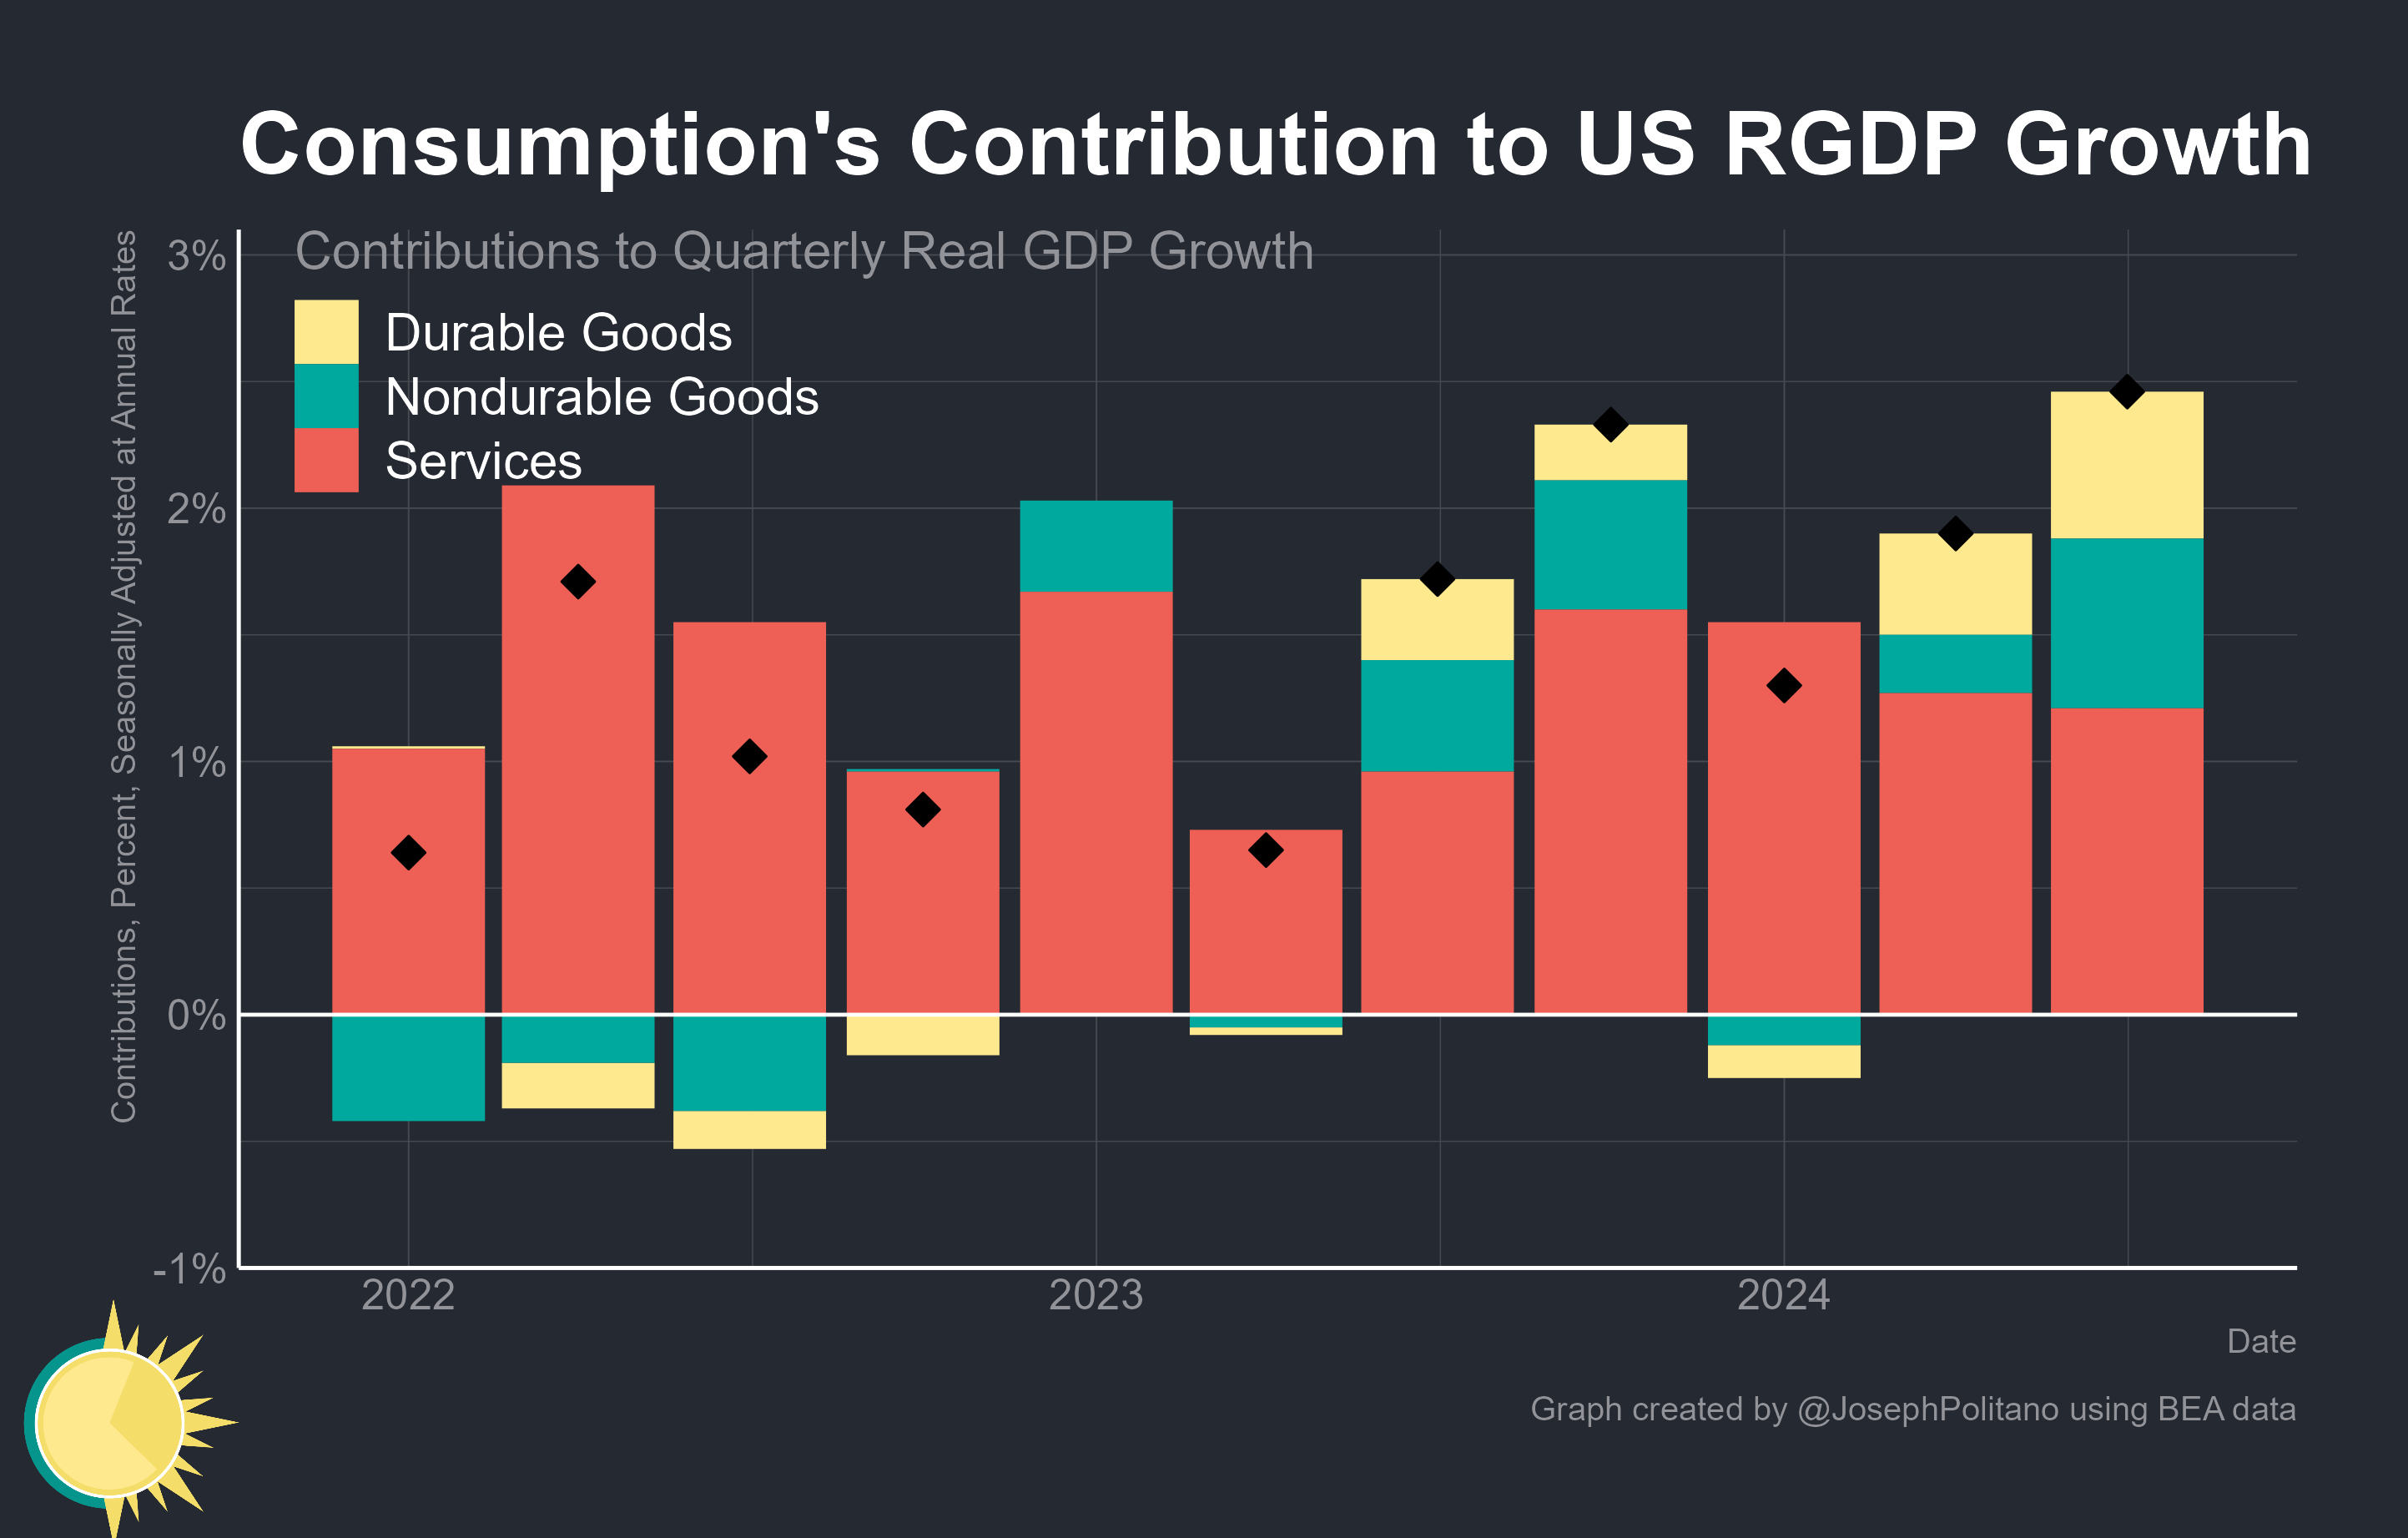 Consumption's Contribution to US RGDP Growth
Contributions to Quarterly Real GDP Growth
Durable Goods
Nondurable Goods
Services
Contributions, Percent, Seasonally Adjusted at Annual Rates
3%
2%
1%
0%
-1%
2022
2023
2024
Date
Graph created by @JosephPolitano using BEA data